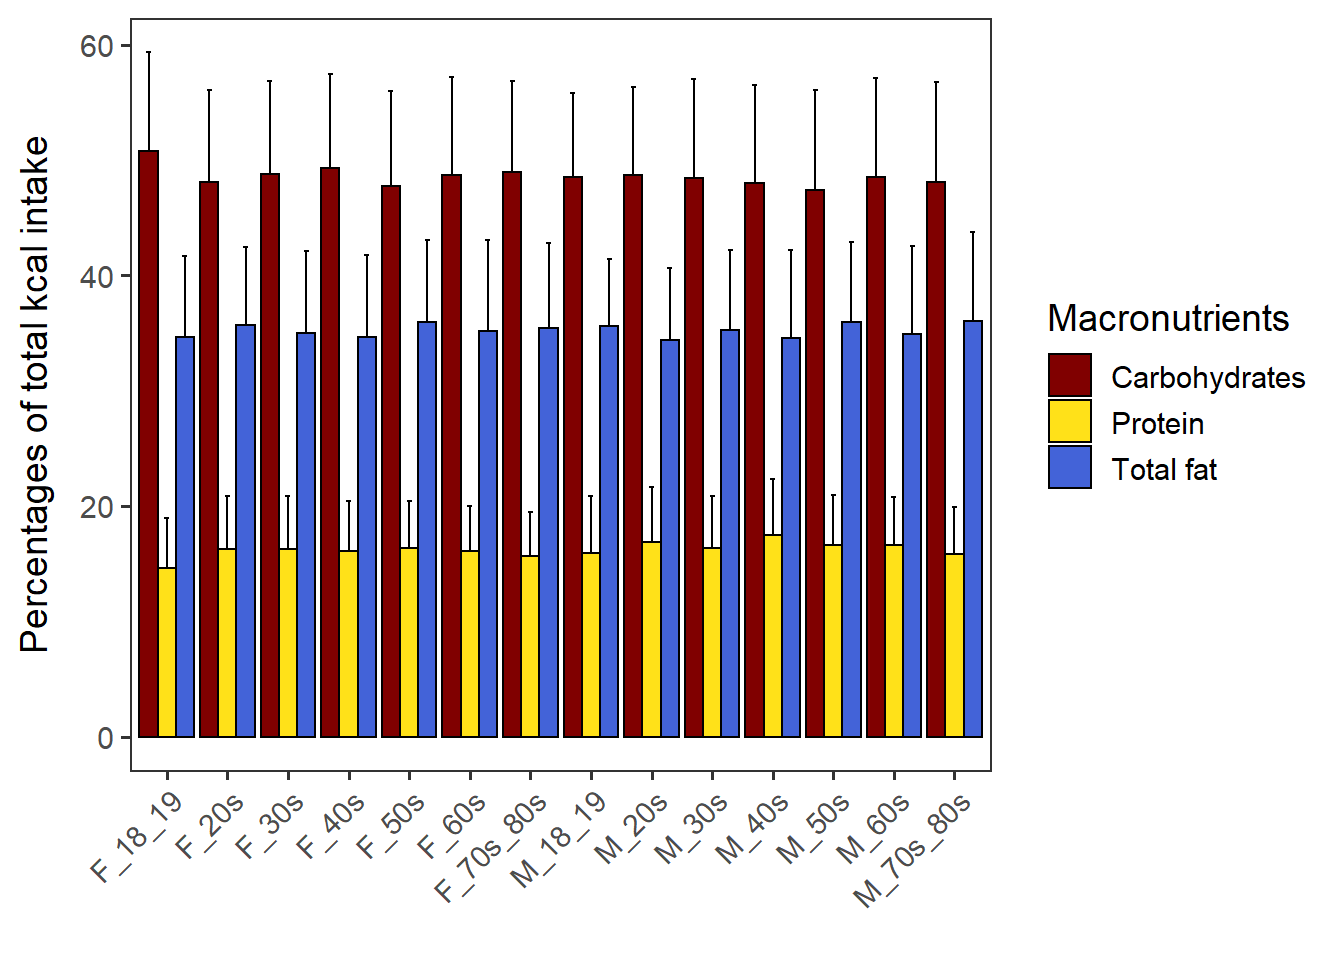 Percentages of total kcal intake
60
40
20
0
F_18_19
F_20s
F_30s
F_40s
F_50s
F_60s
F_70s_80s
M_18_19
M_20s
M_30s
M_40s
M_50s
M_60s
M_70s_80s
Macronutrients
Carbohydrates
Protein
Total fat